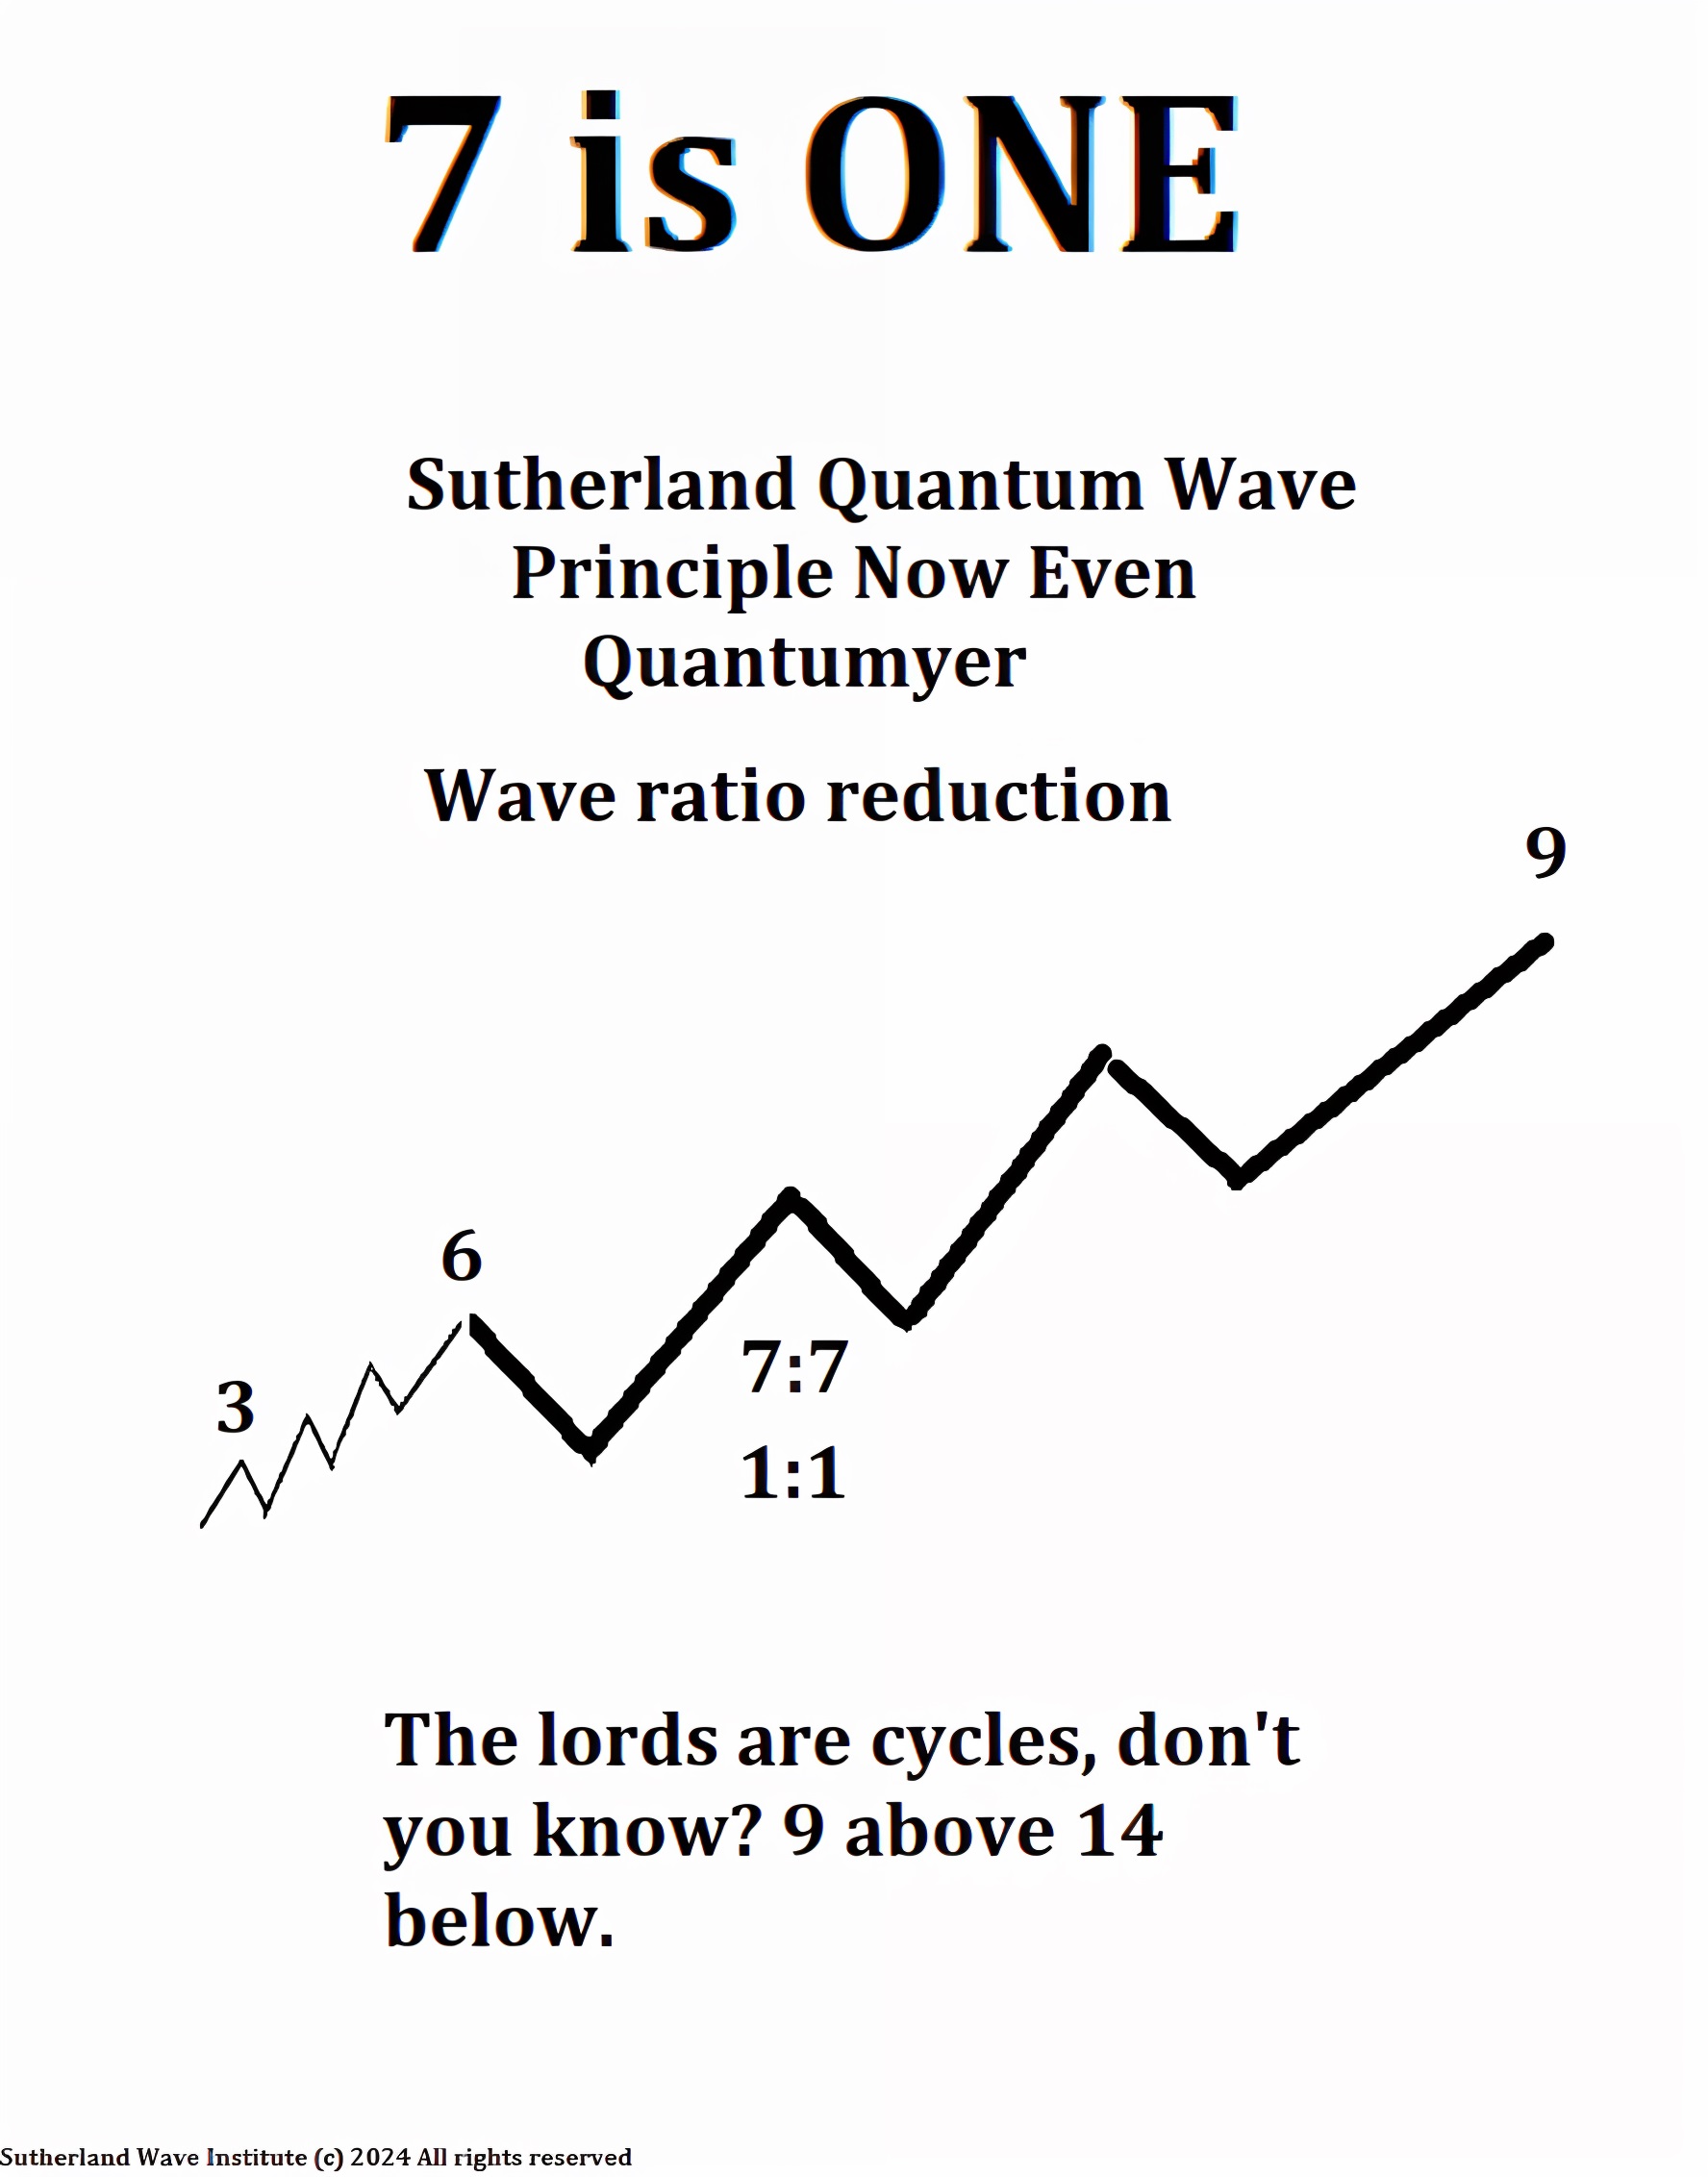 7 is ONE
Sutherland Quantum Wave
Principle Now Even
Quantumyer
Wave ratio reduction
9
6
3
7:7
1:1
The lords are cycles, don't
you know? 9 above 14
below.
Sutherland Wave Institute (c) 2024 All rights reserved